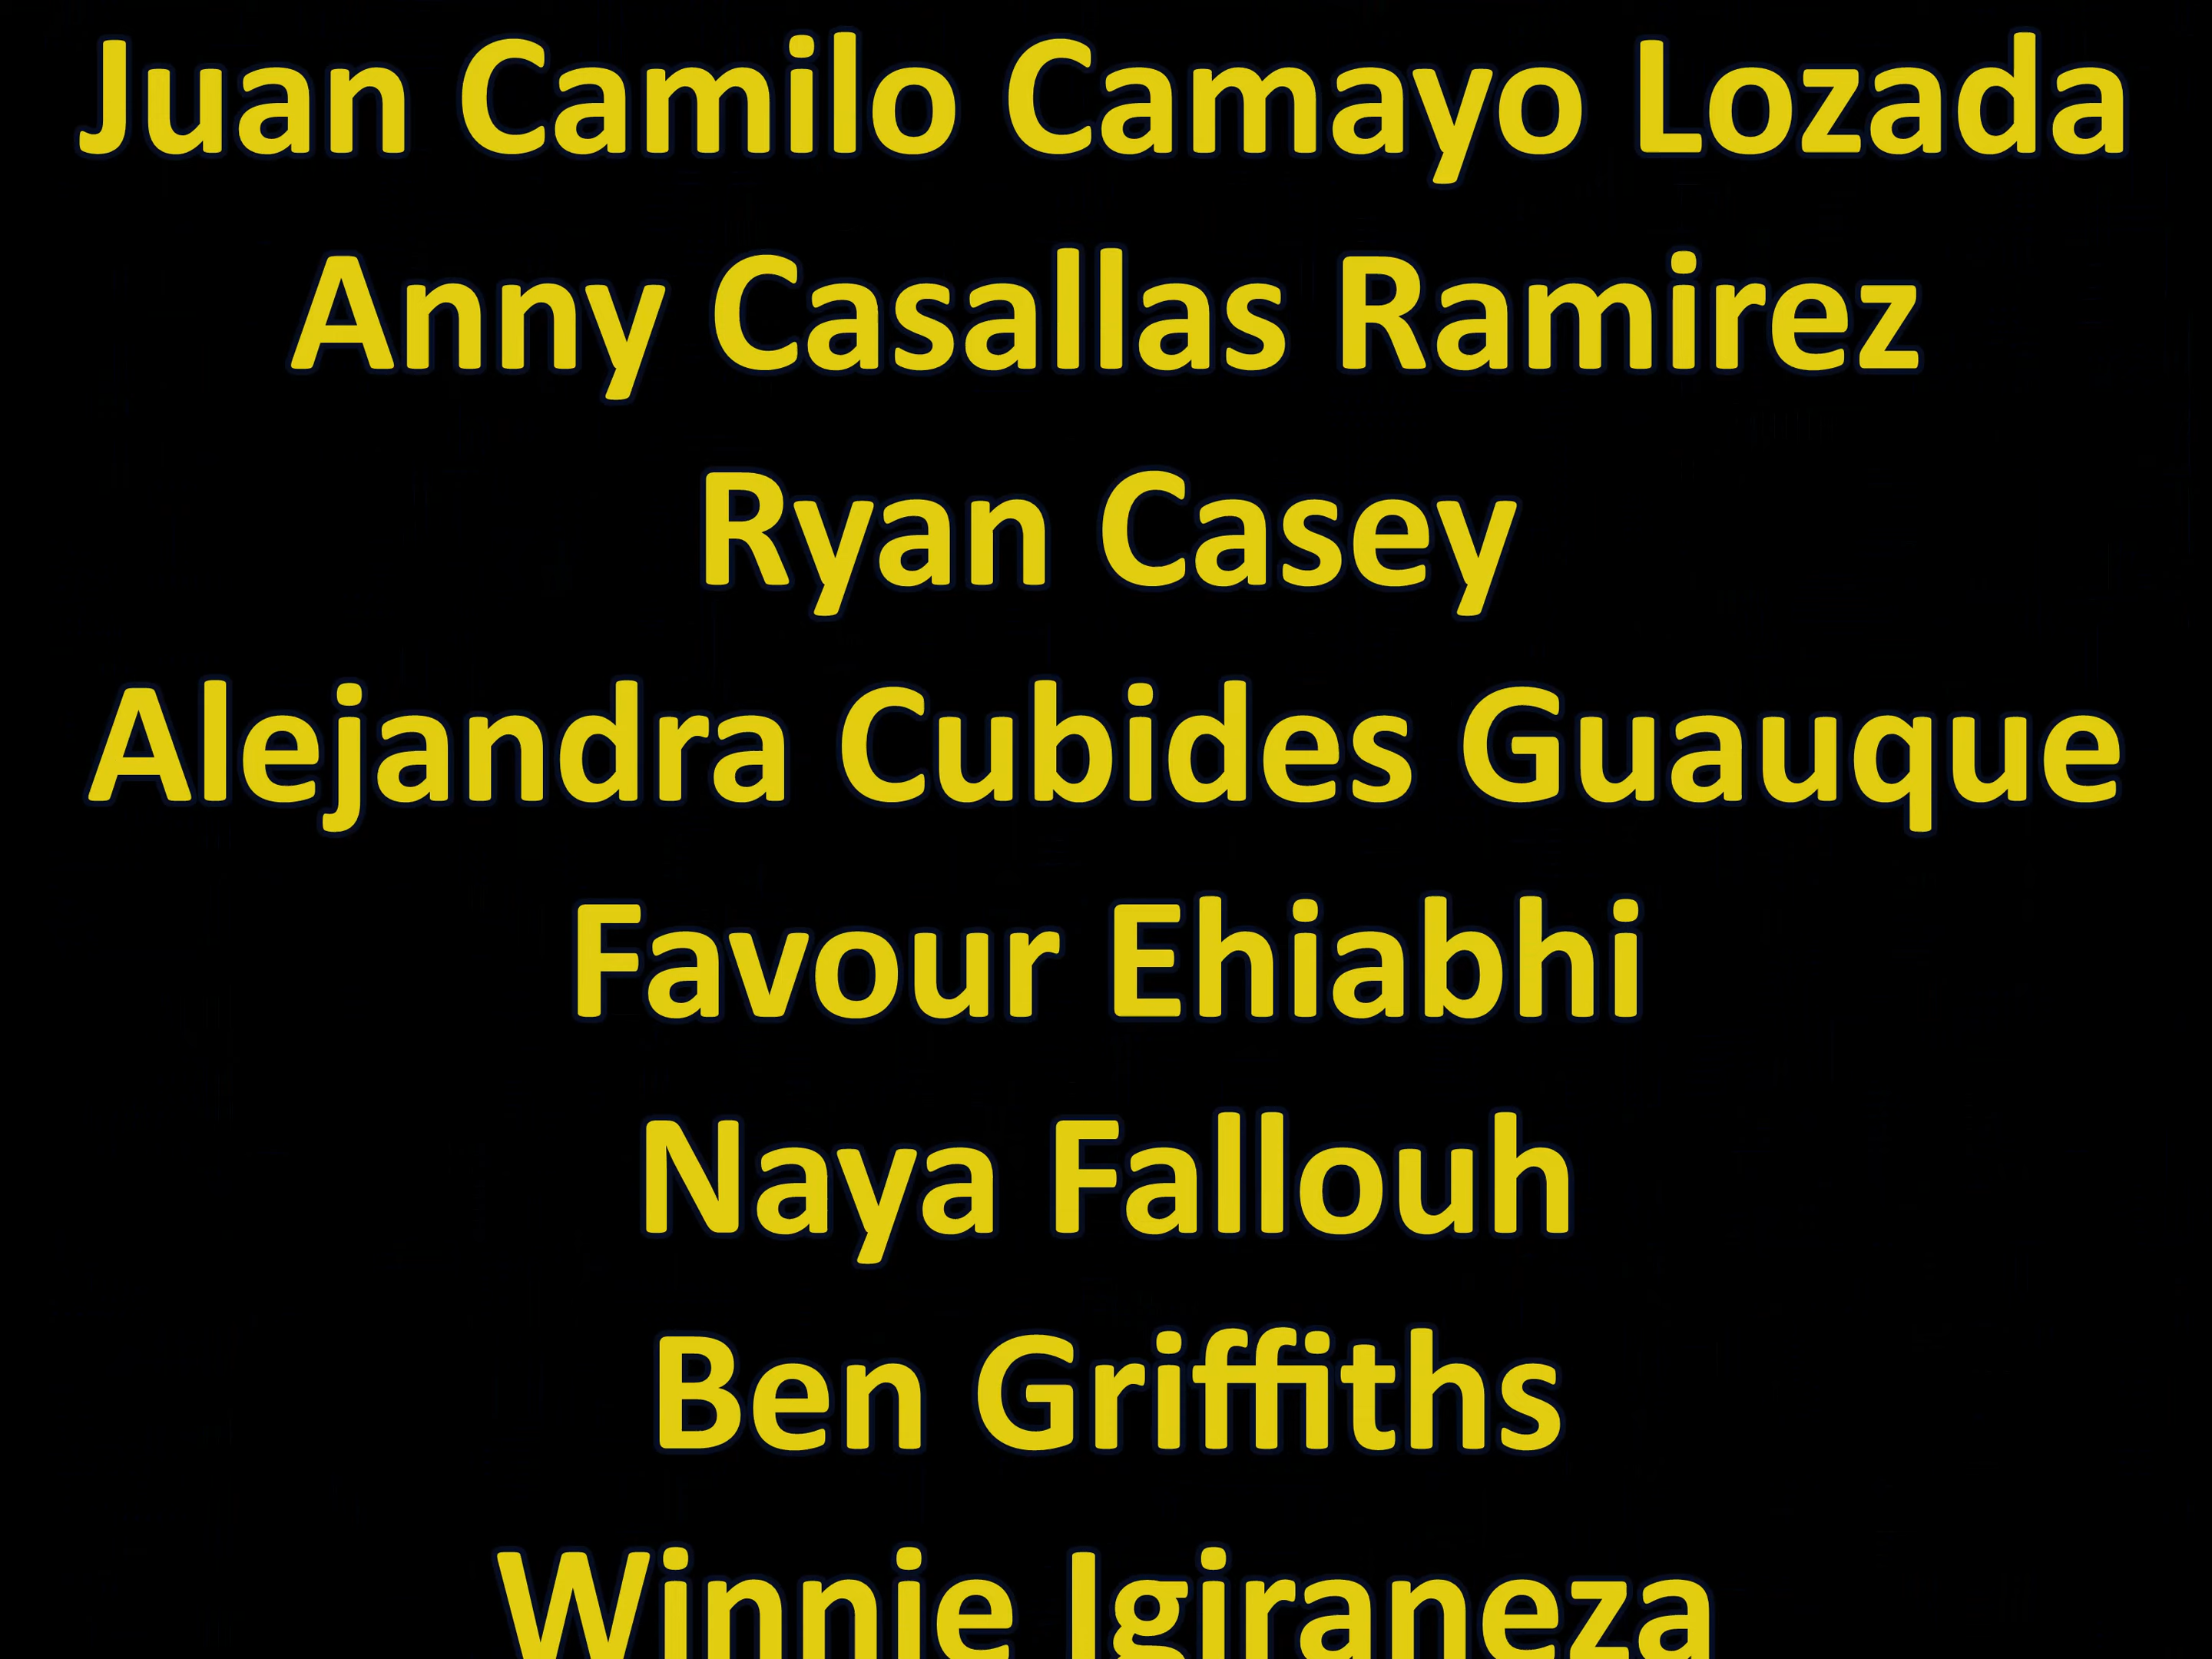 Juan Camilo Camayo Lozada
Anny Casallas Ramirez
Ryan Casey
Alejandra Cubides Guauque
Favour Ehiabhi
Naya Fallouh
Ben Griffiths
Winnie Igiraneza